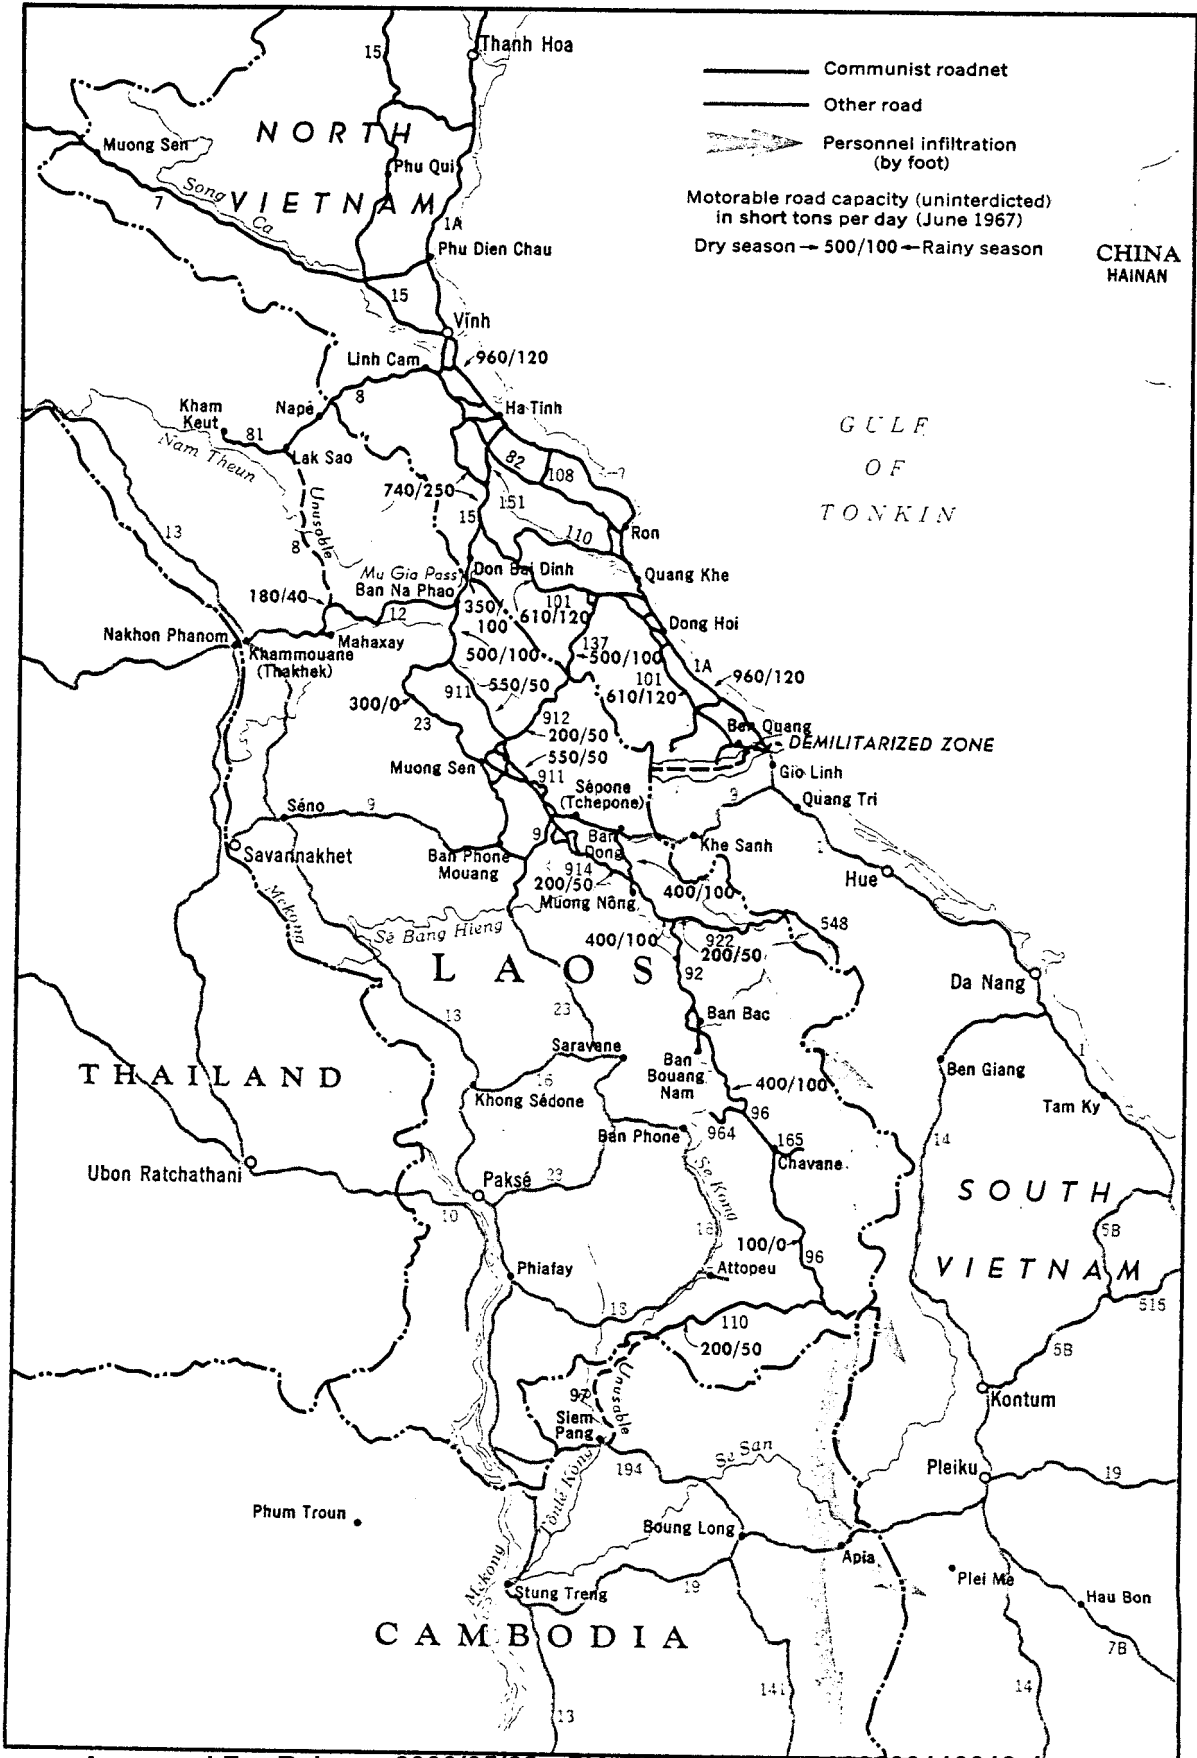 Thanh Hoa
15
Communist roadnet
Other road
Personnel infiltration
(by foot)
Motorable road capacity (uninterdicted)
in short tons per day (June 1967)
Dry season → 500/100 ← Rainy season
NORTH
VIETNAM
Muong Sen
Phu Qui
Song
Ca
7
1A
Phu Dien Chau
CHINA
HAINAN
15
Vinh
Linh Cam
960/120
8
Kham
Keut
Napé
Ha Tinh
81
Nam Theun
Lak Sao
GULF
OF
TONKIN
82
108
740/250
151
Unusable
8
13
15
110
Ron
Mu Gia Pass
Don Bai Dinh
Quang Khe
Ban Na Phao
180/40
12
350/
100
101
610/120
Dong Hoi
Nakhon Phanom
Mahaxay
Khammouane
(Thakhek)
500/100
137
500/100
1A
101
960/120
911
550/50
610/120
300/0
23
912
200/50
Ben Quang
DEMILITARIZED ZONE
550/50
Muong Sen
911
Gio Linh
Sépone
(Tchepone)
9
Quang Tri
Séno
9
9
Ban
Dong
Khe Sanh
Savannakhet
Ban Phone
Mouang
914
200/50
400/100
Hue
Muong Nông
Mekong
Sé Bang Hieng
400/100
922
200/50
548
LAOS
92
Da Nang
13
23
Ban Bac
Saravane
1
THAILAND
16
Ban
Bouang
Nam
Ben Giang
Khong Sédone
400/100
Tam Ky
96
Ban Phone
964
14
165
Chavane
Ubon Ratchathani
Se Kong
Paksé
23
SOUTH
10
16
100/0
96
5B
Phiafay
Attopeu
VIETNAM
13
110
515
200/50
5B
Unusable
97
Kontum
Siem
Pang
194
Se San
Pleiku
19
Phum Troun
Tônlé Kong
Boung Long
Apia
Mekong
Plei Me
Stung Treng
19
Hau Bon
CAMBODIA
7B
141
14
13